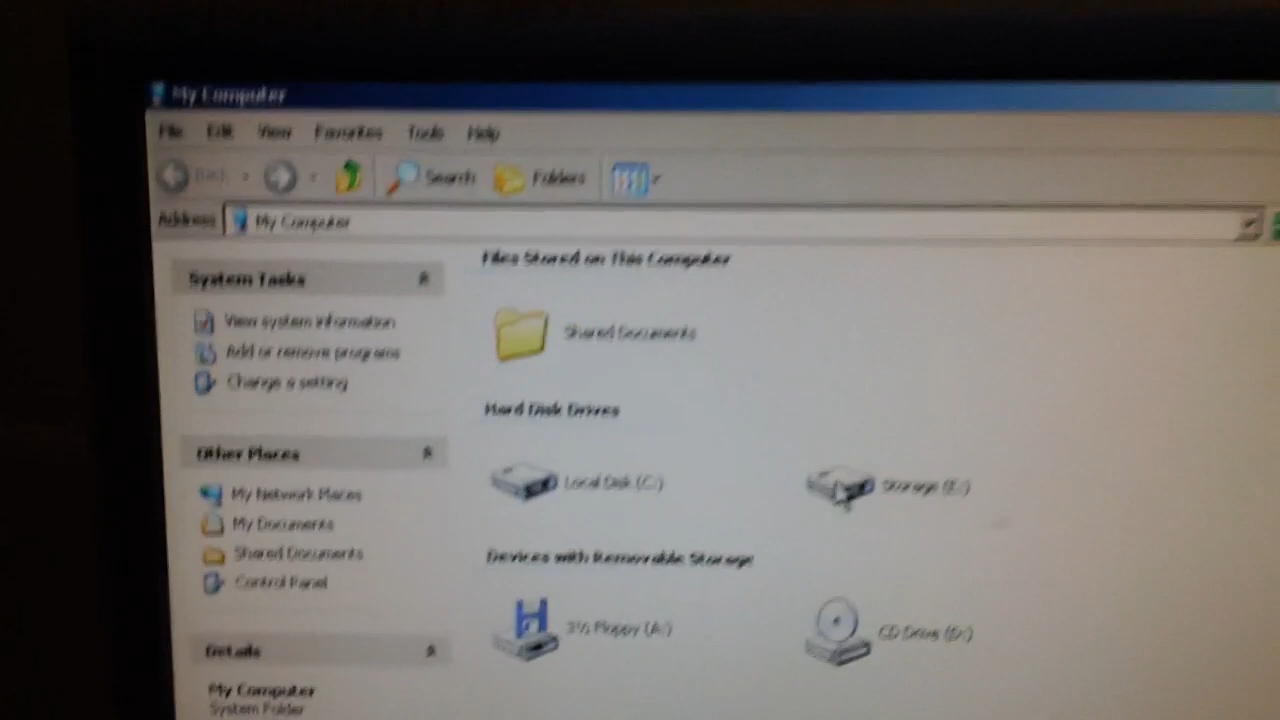 My Computer
File Edit View Favorites Tools Help
Back Search Folders
Address My Computer
Files Stored on This Computer
System Tasks
View system information
Shared Documents
Add or remove programs
Change a setting
Hard Disk Drives
Other Places
Local Disk (C:) Storage (E:)
My Network Places
My Documents
Shared Documents
Devices with Removable Storage
Control Panel
3½ Floppy (A:) CD Drive (D:)
Details
My Computer
System Folder